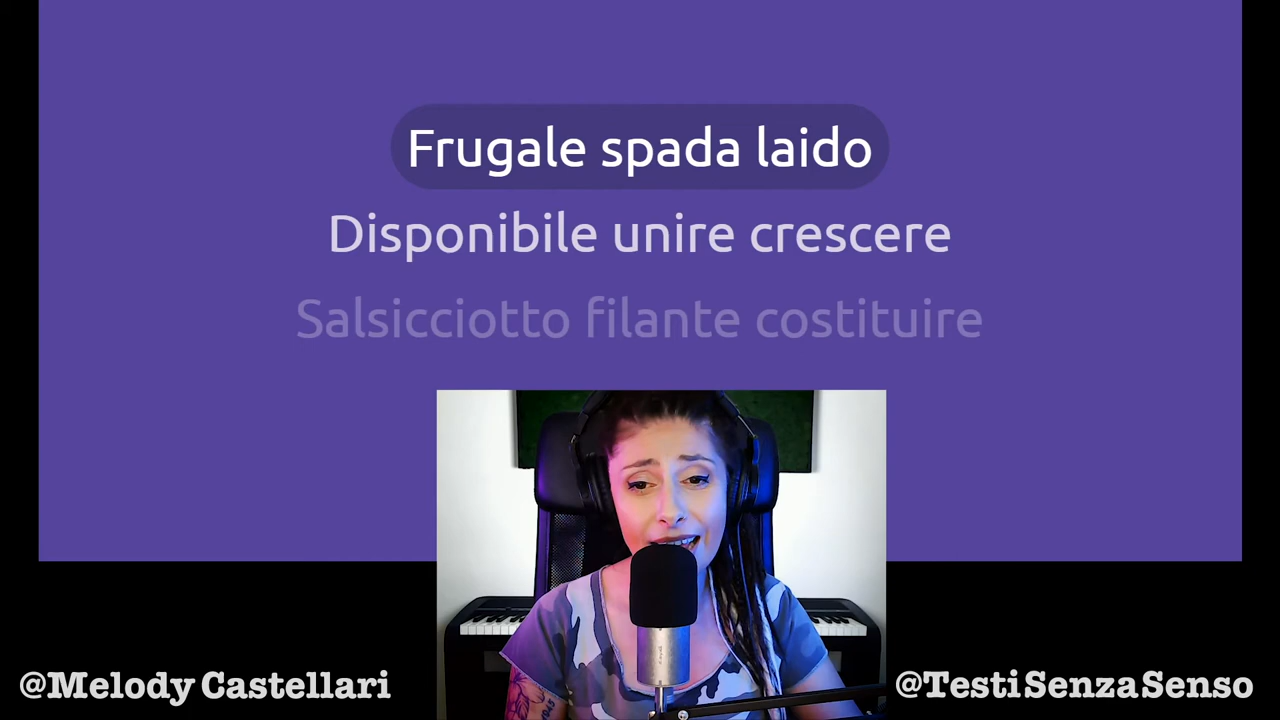 Frugale spada laido
Disponibile unire crescere
Salsicciotto filante costituire
@Melody Castellari
@TestiSenzaSenso